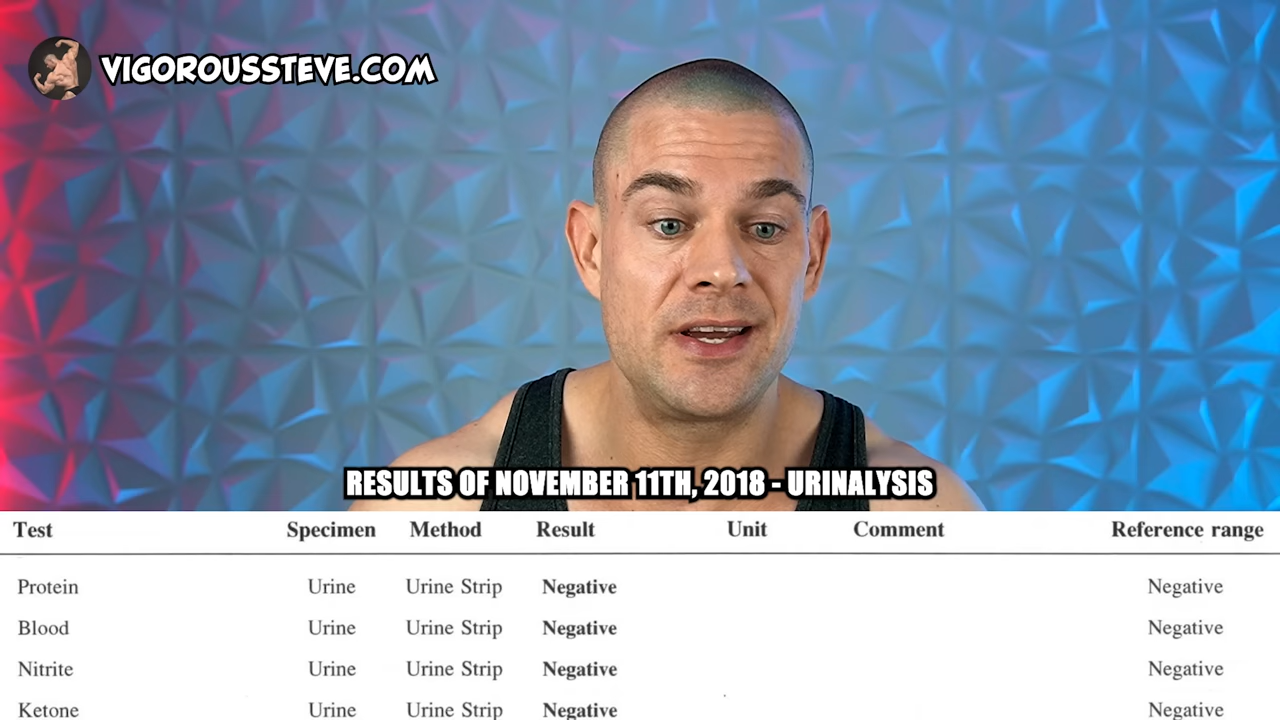 VIGOROUSSTEVE.COM
RESULTS OF NOVEMBER 11TH, 2018 - URINALYSIS
Test Specimen Method Result Unit Comment Reference range
Protein Urine Urine Strip Negative Negative
Blood Urine Urine Strip Negative Negative
Nitrite Urine Urine Strip Negative Negative
Ketone Urine Urine Strip Negative Negative